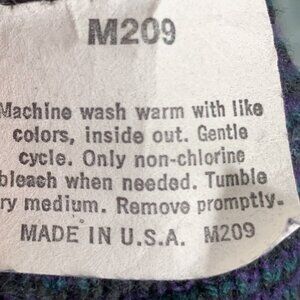 M209
Machine wash warm with like
colors, inside out. Gentle
cycle. Only non-chlorine
bleach when needed. Tumble
ry medium. Remove promptly.
MADE IN U.S.A. M209